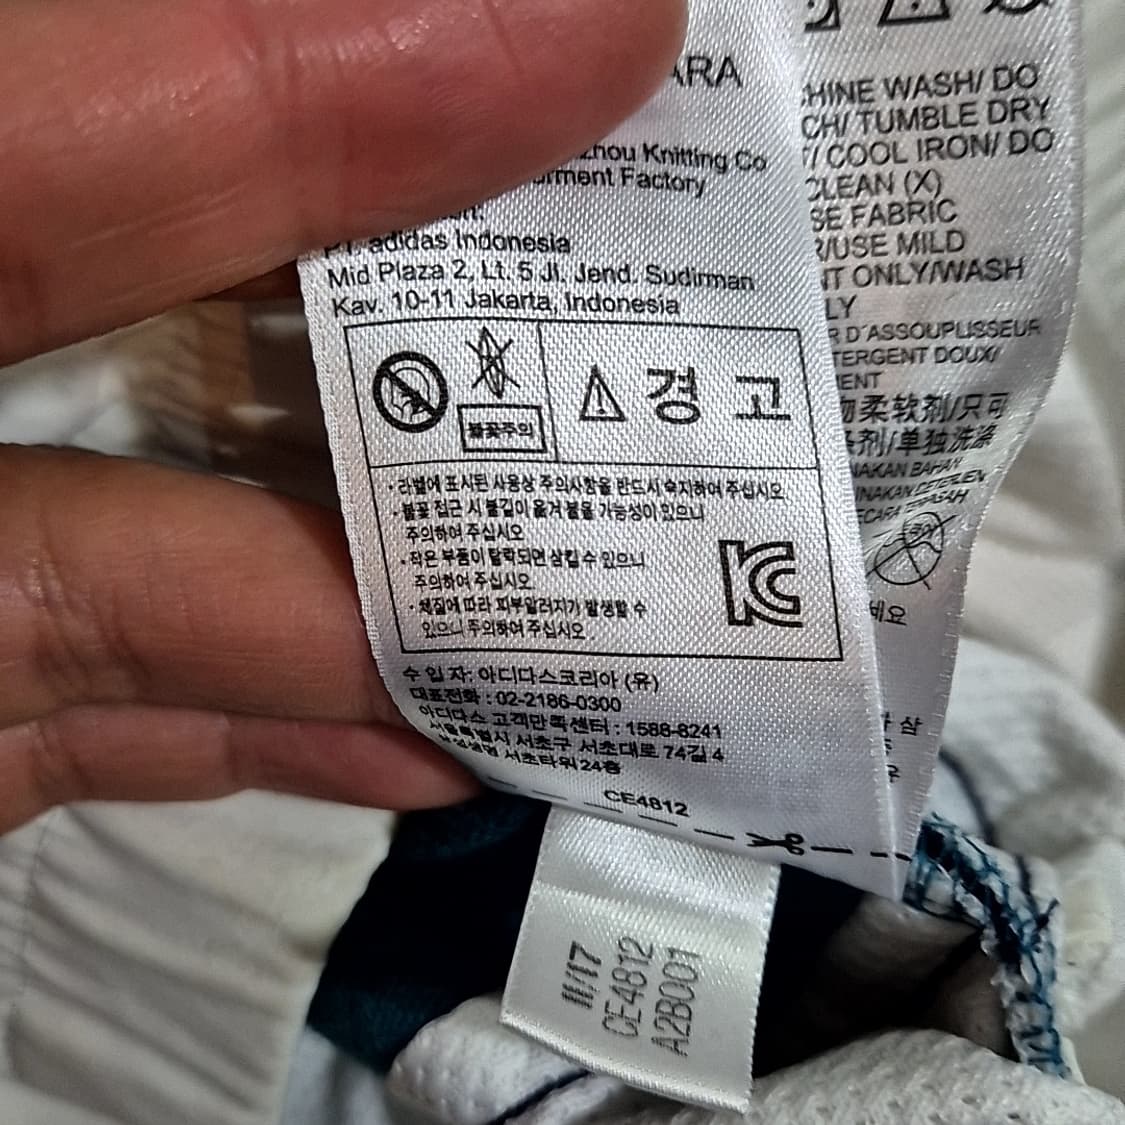 ARA
zhou Knitting Co
rment Factory
P.T. adidas Indonesia
Mid Plaza 2, Lt. 5 Jl. Jend. Sudirman
Kav. 10-11 Jakarta, Indonesia
불꽃주의
경 고
· 라벨에 표시된 사용상 주의사항을 반드시 숙지하여 주십시오.
· 불꽃 접근 시 불길이 옮겨 붙을 가능성이 있으니
주의하여 주십시오
· 작은 부품이 탈락되면 삼킬 수 있으니
주의하여 주십시오.
· 체질에 따라 피부알러지가 발생할 수
있으니 주의하여 주십시오.
수 입 자: 아디다스코리아 (유)
대표전화 : 02-2186-0300
아디다스 고객만족센터 : 1588-8241
서울특별시 서초구 서초대로 74길 4
삼성생명 서초타워 24층
CE4812
HINE WASH/ DO
CH/ TUMBLE DRY
/ COOL IRON/ DO
CLEAN (X)
SE FABRIC
R/USE MILD
NT ONLY/WASH
LY
R D'ASSOUPLISSEUR
TERGENT DOUX/
MENT
物柔软剂/只可
条剂/单独洗涤
NAKAN BAHAN
INAKAN DETERJEN
ECARA TERPISAH
세요
11/17
CE4812
A2B001